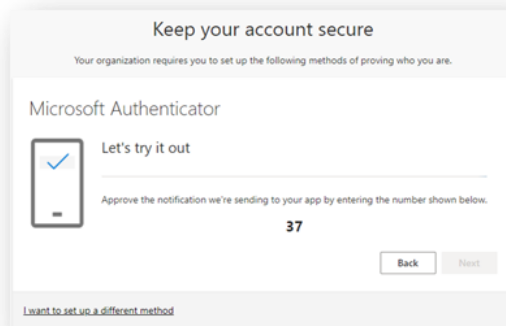 Keep your account secure
Your organization requires you to set up the following methods of proving who you are.
Microsoft Authenticator
Let's try it out
Approve the notification we're sending to your app by entering the number shown below.
37
Back Next
I want to set up a different method